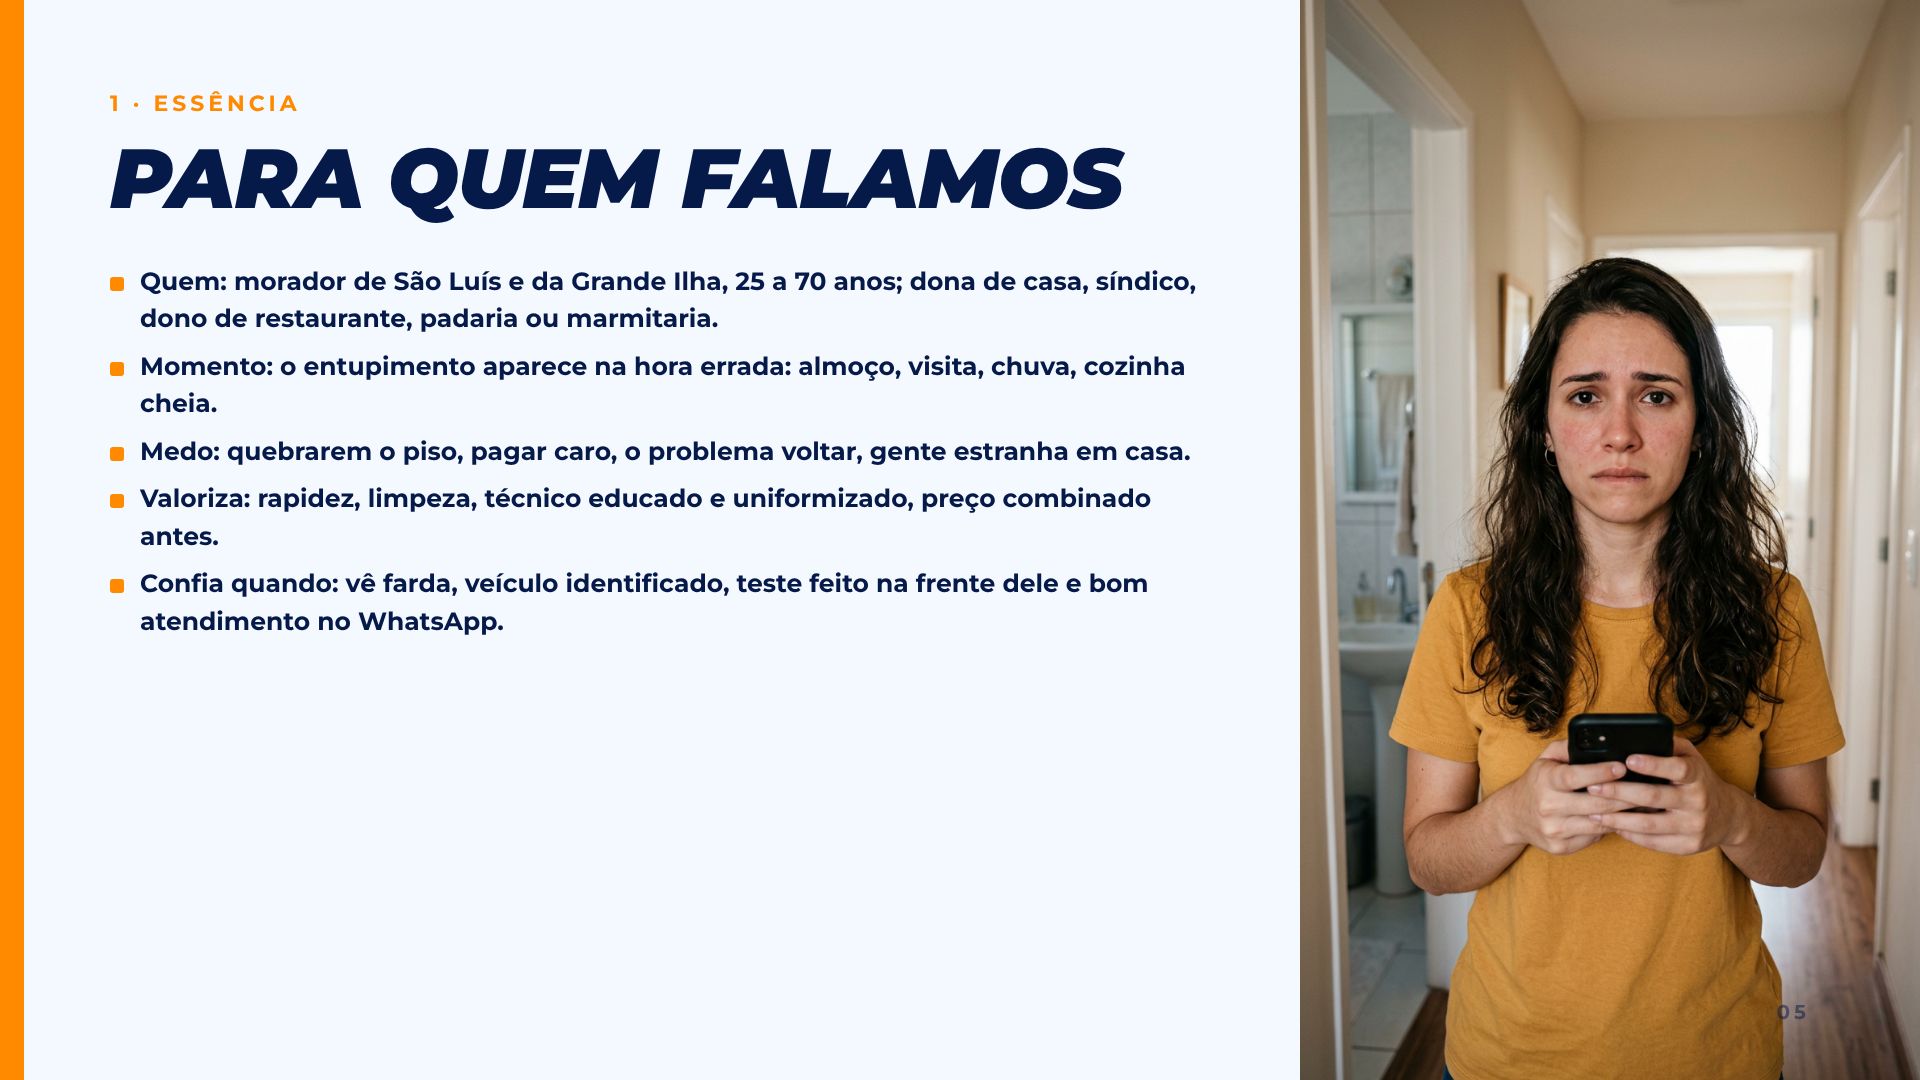 1 · ESSÊNCIA
PARA QUEM FALAMOS
Quem: morador de São Luís e da Grande Ilha, 25 a 70 anos; dona de casa, síndico,
dono de restaurante, padaria ou marmitaria.
Momento: o entupimento aparece na hora errada: almoço, visita, chuva, cozinha
cheia.
Medo: quebrarem o piso, pagar caro, o problema voltar, gente estranha em casa.
Valoriza: rapidez, limpeza, técnico educado e uniformizado, preço combinado
antes.
Confia quando: vê farda, veículo identificado, teste feito na frente dele e bom
atendimento no WhatsApp.
05